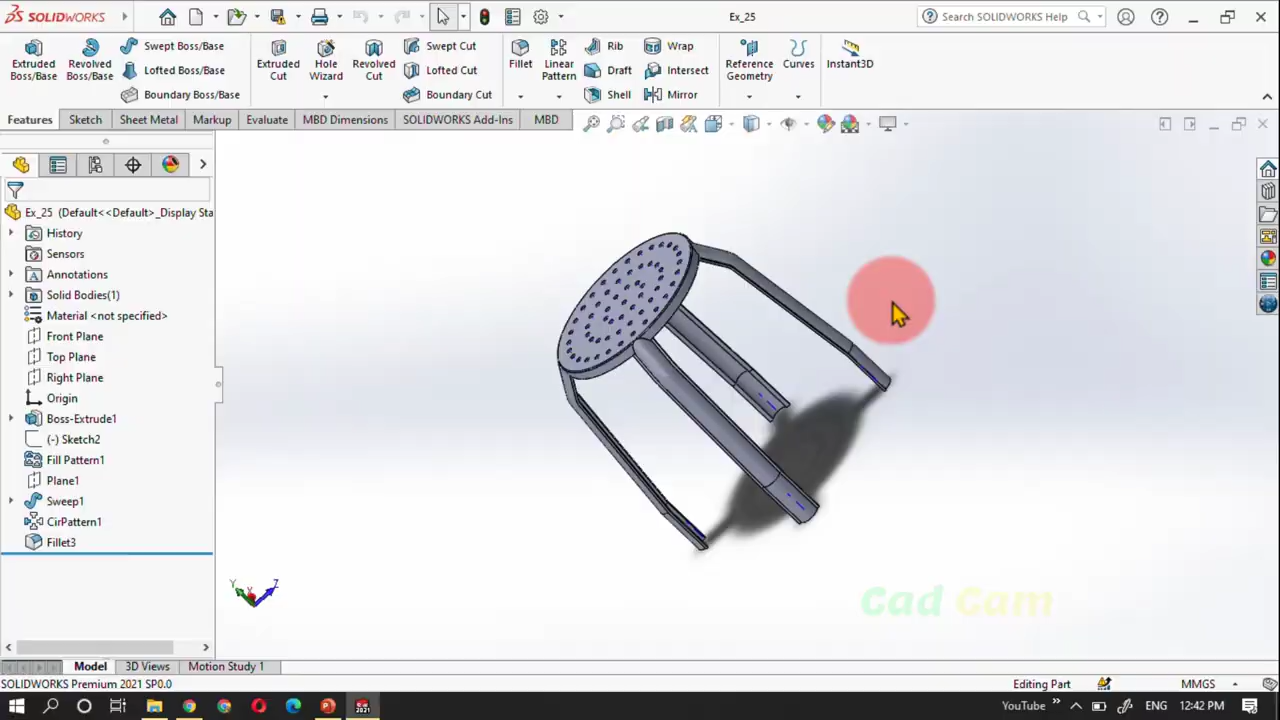 SOLIDWORKS
Ex_25
Search SOLIDWORKS Help
Extruded Boss/Base
Revolved Boss/Base
Swept Boss/Base
Lofted Boss/Base
Boundary Boss/Base
Extruded Cut
Hole Wizard
Revolved Cut
Swept Cut
Lofted Cut
Boundary Cut
Fillet
Linear Pattern
Rib
Draft
Shell
Wrap
Intersect
Mirror
Reference Geometry
Curves
Instant3D
Features
Sketch
Sheet Metal
Markup
Evaluate
MBD Dimensions
SOLIDWORKS Add-Ins
MBD
Ex_25 (Default<<Default>_Display Sta
History
Sensors
Annotations
Solid Bodies(1)
Material <not specified>
Front Plane
Top Plane
Right Plane
Origin
Boss-Extrude1
(-) Sketch2
Fill Pattern1
Plane1
Sweep1
CirPattern1
Fillet3
Y
X
Z
Cad Cam
Model
3D Views
Motion Study 1
SOLIDWORKS Premium 2021 SP0.0
Editing Part
MMGS
2021
YouTube
ENG
12:42 PM